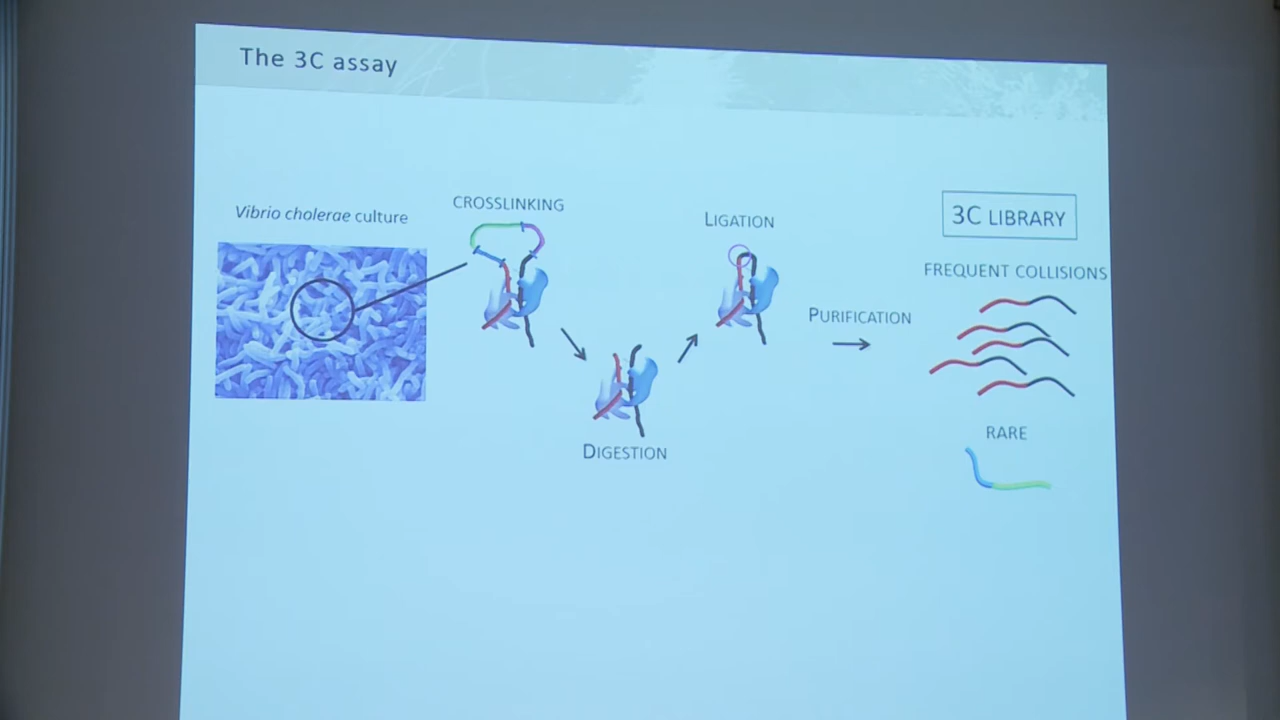 The 3C assay
Vibrio cholerae culture
CROSSLINKING
DIGESTION
LIGATION
PURIFICATION
3C LIBRARY
FREQUENT COLLISIONS
RARE